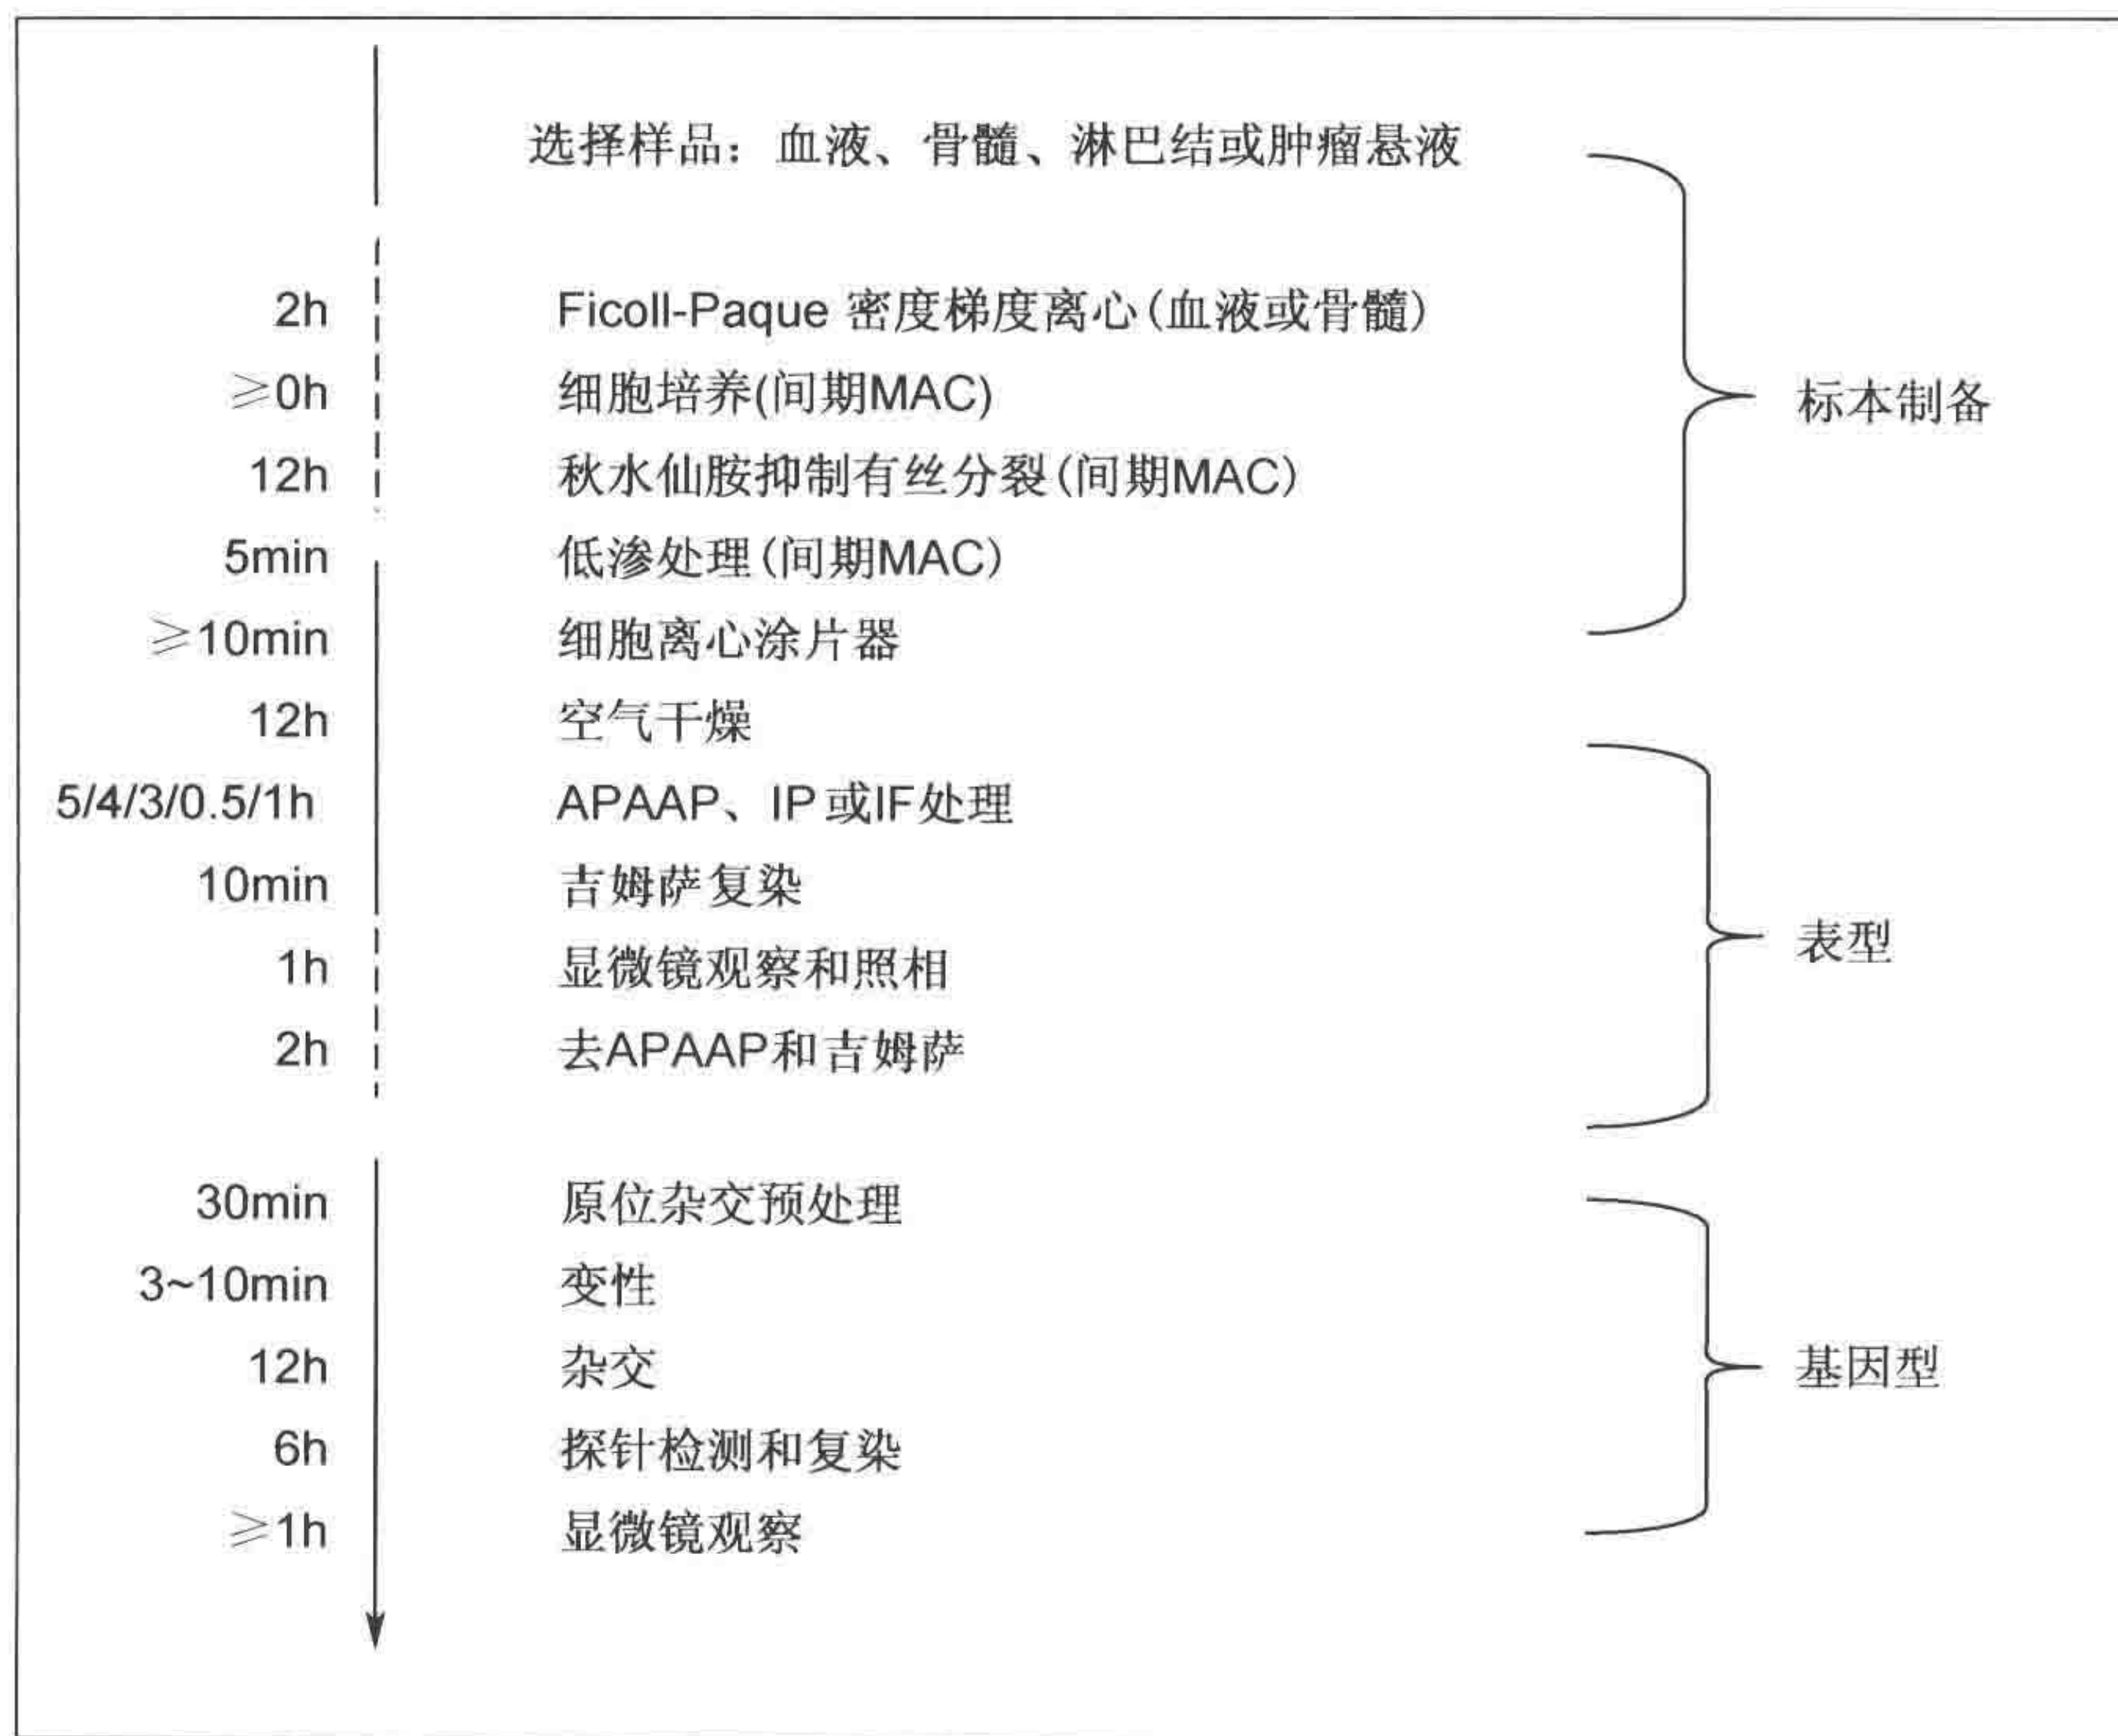 选择样品：血液、骨髓、淋巴结或肿瘤悬液
2h Ficoll-Paque 密度梯度离心(血液或骨髓)
≥0h 细胞培养(间期MAC)
标本制备
12h 秋水仙胺抑制有丝分裂(间期MAC)
5min 低渗处理(间期MAC)
≥10min 细胞离心涂片器
12h 空气干燥
5/4/3/0.5/1h APAAP、IP或IF处理
10min 吉姆萨复染
表型
1h 显微镜观察和照相
2h 去APAAP和吉姆萨
30min 原位杂交预处理
3~10min 变性
12h 杂交
基因型
6h 探针检测和复染
≥1h 显微镜观察